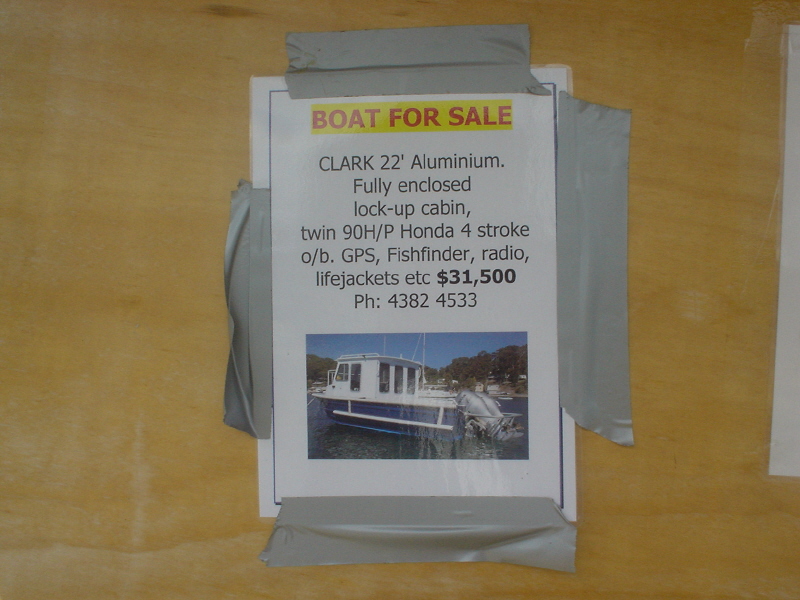 BOAT FOR SALE
CLARK 22' Aluminium.
Fully enclosed
lock-up cabin,
twin 90H/P Honda 4 stroke
o/b. GPS, Fishfinder, radio,
lifejackets etc $31,500
Ph: 4382 4533